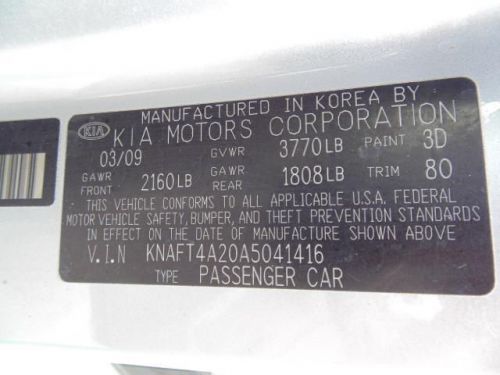 MANUFACTURED IN KOREA BY
KIA KIA MOTORS CORPORATION
03/09 GVWR 3770LB PAINT 3D
GAWR FRONT 2160LB GAWR REAR 1808LB TRIM 80
THIS VEHICLE CONFORMS TO ALL APPLICABLE U.S.A. FEDERAL
MOTOR VEHICLE SAFETY, BUMPER, AND THEFT PREVENTION STANDARDS
IN EFFECT ON THE DATE OF MANUFACTURE SHOWN ABOVE
V.I.N KNAFT4A20A5041416
TYPE PASSENGER CAR